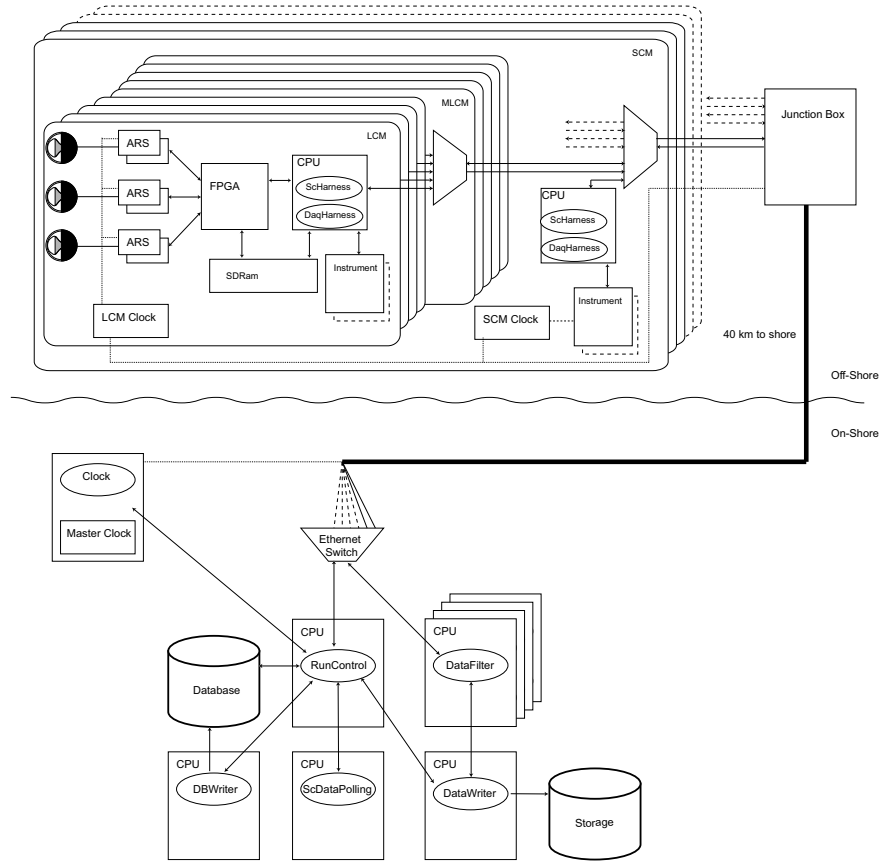 SCM
MLCM
LCM
Junction Box
ARS
CPU
FPGA
ScHarness
ARS
DaqHarness
CPU
ScHarness
ARS
DaqHarness
SDRam
Instrument
Instrument
LCM Clock
SCM Clock
40 km to shore
Off-Shore
On-Shore
Clock
Master Clock
Ethernet
Switch
CPU
CPU
RunControl
DataFilter
Database
CPU
CPU
CPU
DBWriter
ScDataPolling
DataWriter
Storage